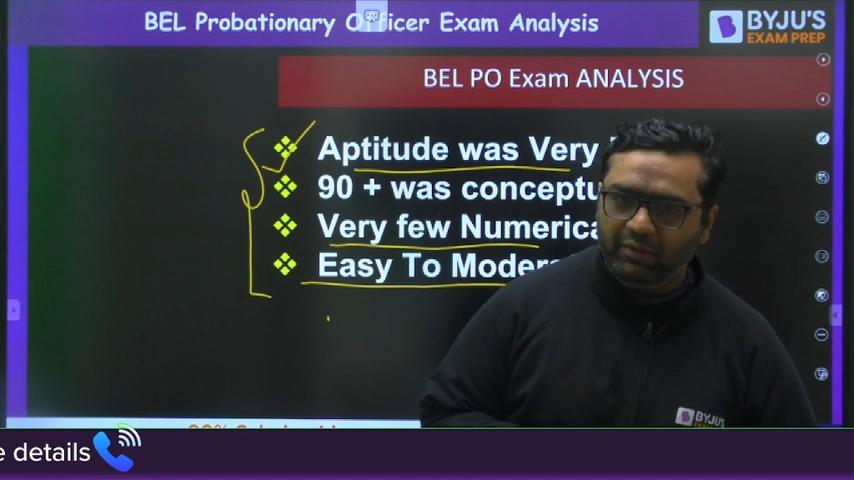 BEL Probationary Officer Exam Analysis
BYJU'S
EXAM PREP
BEL PO Exam ANALYSIS
Aptitude was Very
90 + was conceptu
Very few Numerica
Easy To Moder
BYJU'S
e details